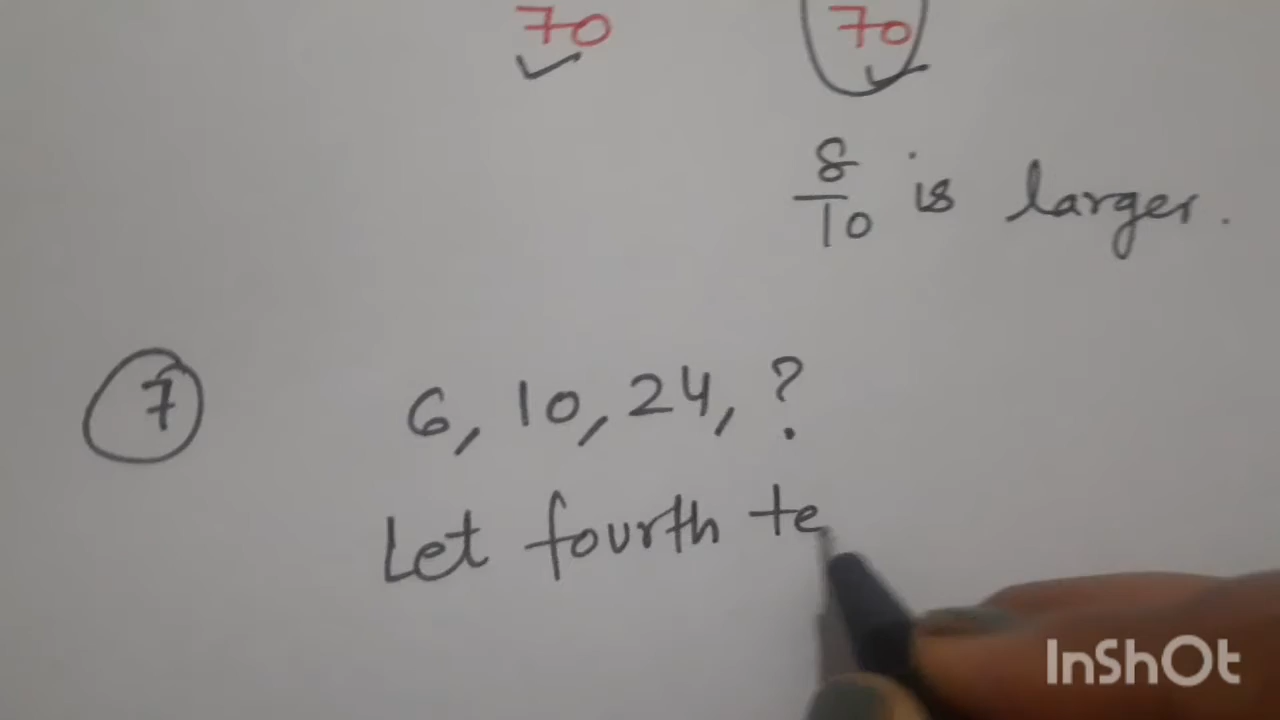 70 70
8/10 is larger.
7 6, 10, 24, ?
Let fourth te
InShOt